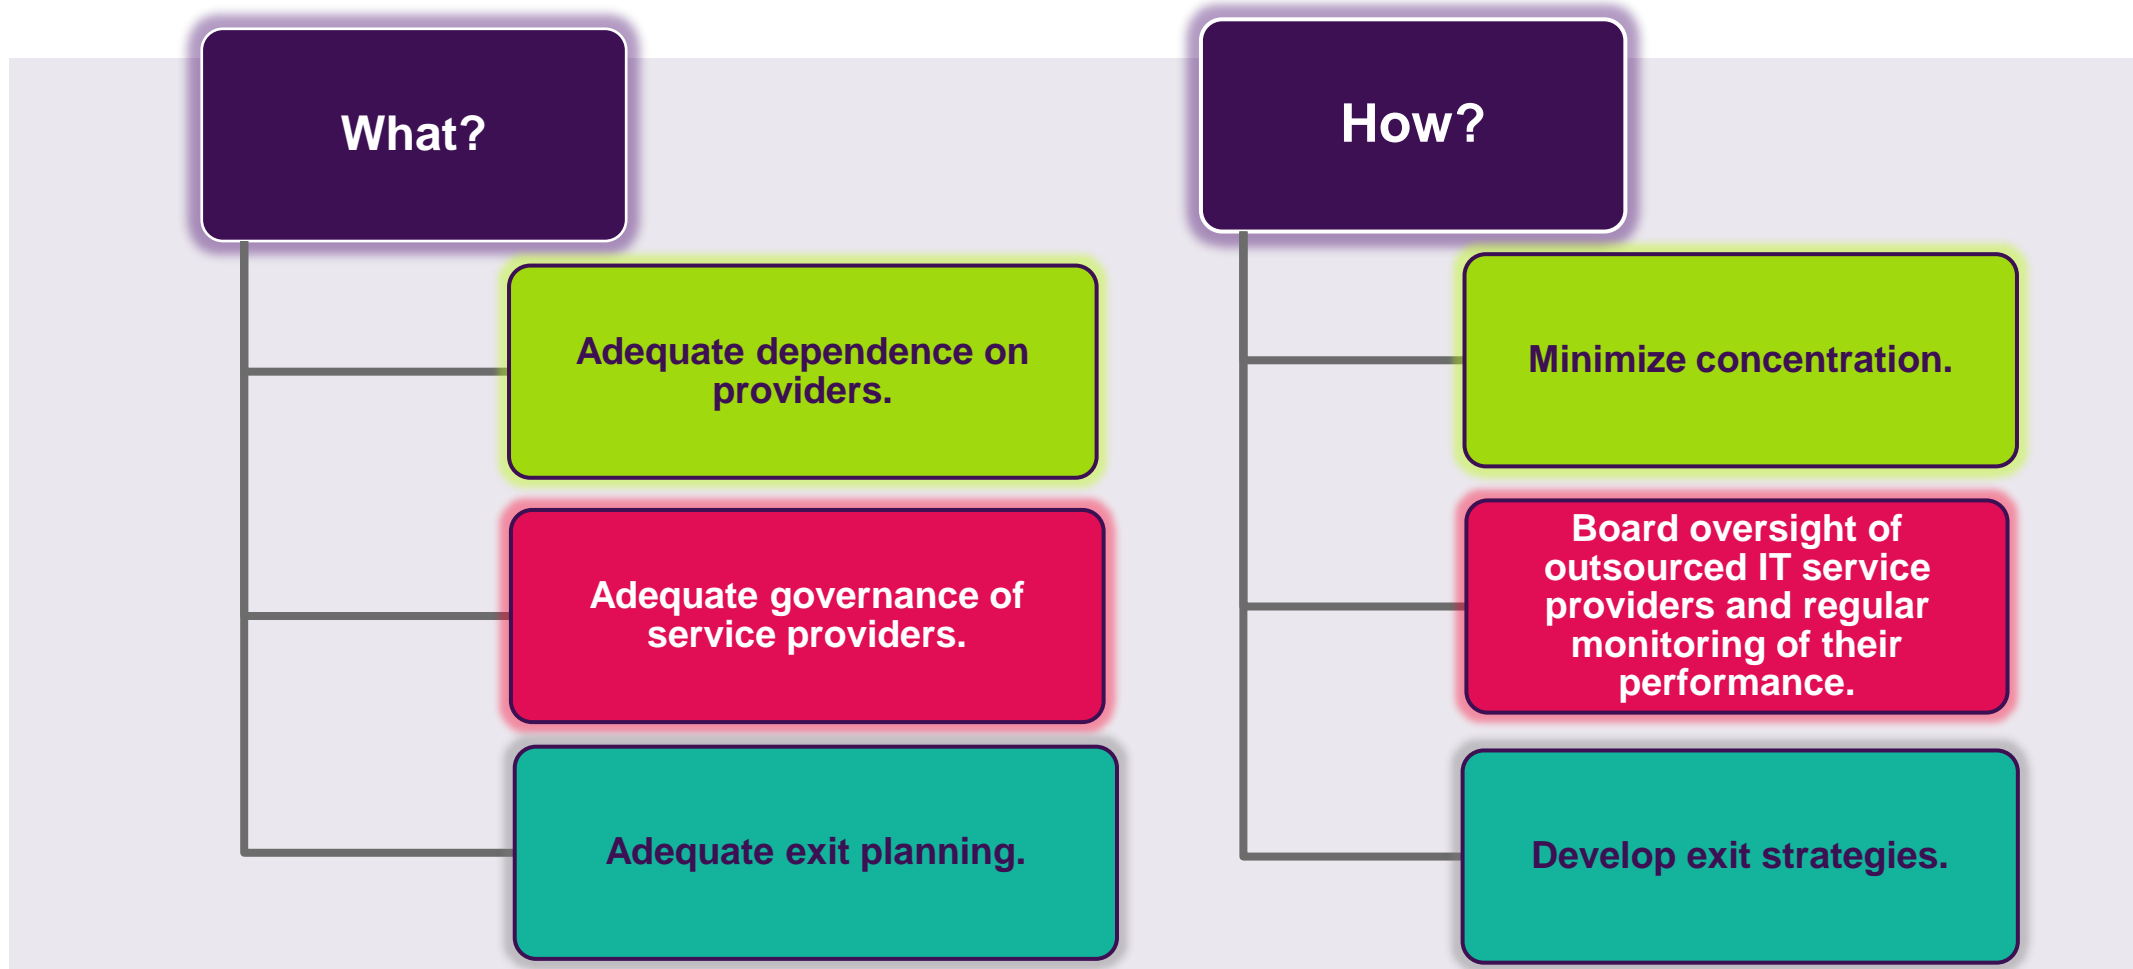 What?
Adequate dependence on
providers.
Adequate governance of
service providers.
Adequate exit planning.
How?
Minimize concentration.
Board oversight of
outsourced IT service
providers and regular
monitoring of their
performance.
Develop exit strategies.